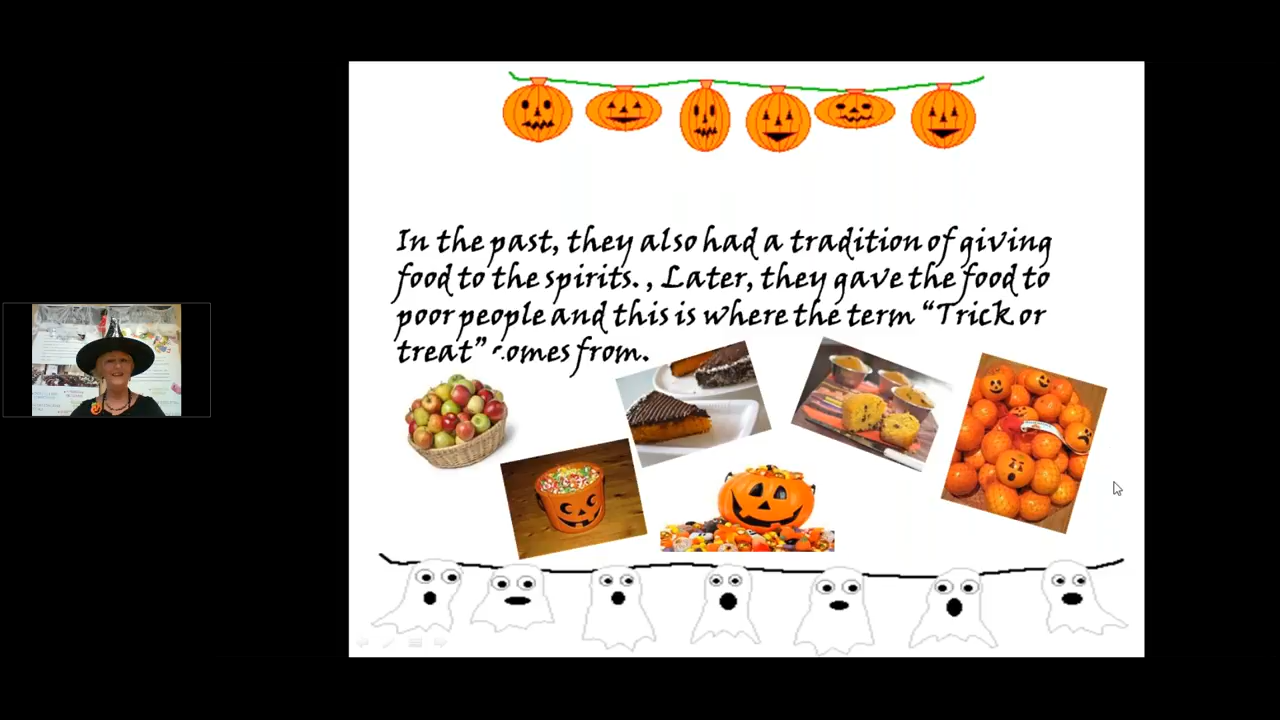 In the past, they also had a tradition of giving
food to the spirits. , Later, they gave the food to
poor people and this is where the term “Trick or
treat” comes from.